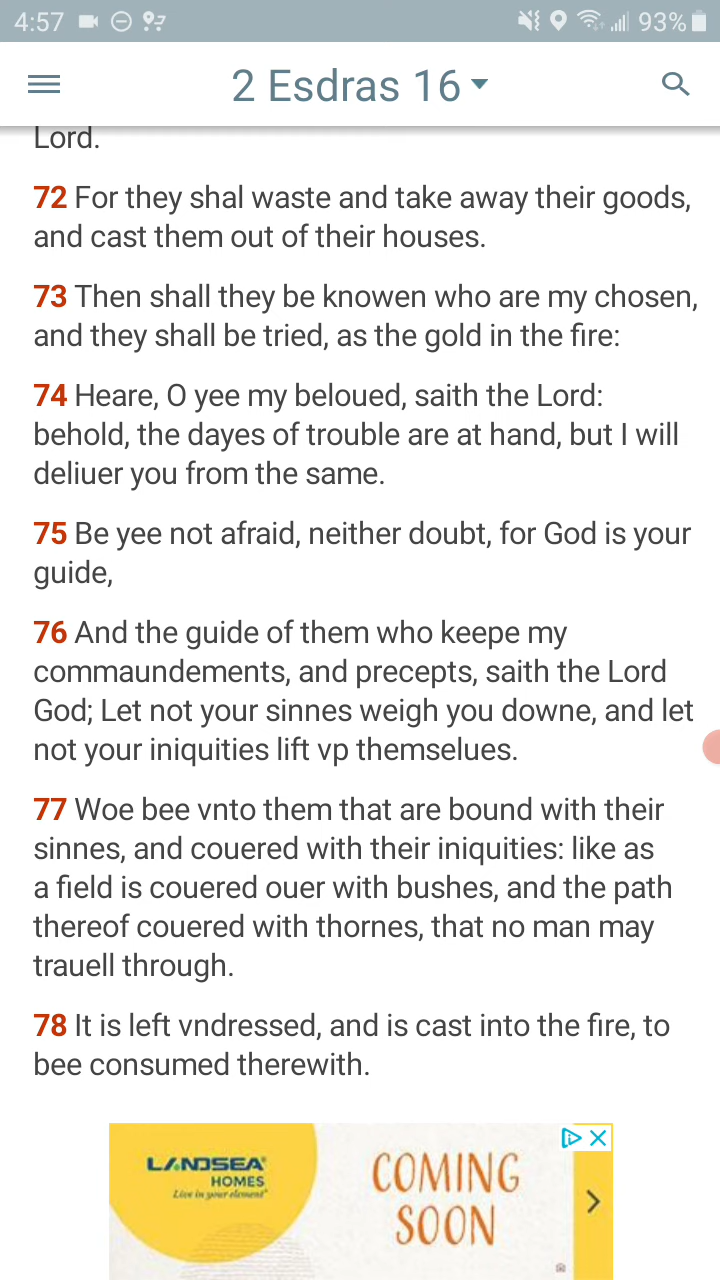 4:57
93%
2 Esdras 16
Lord.
72 For they shal waste and take away their goods,
and cast them out of their houses.
73 Then shall they be knowen who are my chosen,
and they shall be tried, as the gold in the fire:
74 Heare, O yee my beloued, saith the Lord:
behold, the dayes of trouble are at hand, but I will
deliuer you from the same.
75 Be yee not afraid, neither doubt, for God is your
guide,
76 And the guide of them who keepe my
commaundements, and precepts, saith the Lord
God; Let not your sinnes weigh you downe, and let
not your iniquities lift vp themselues.
77 Woe bee vnto them that are bound with their
sinnes, and couered with their iniquities: like as
a field is couered ouer with bushes, and the path
thereof couered with thornes, that no man may
trauell through.
78 It is left vndressed, and is cast into the fire, to
bee consumed therewith.
LANDSEA
HOMES
Live in your element
COMING
SOON